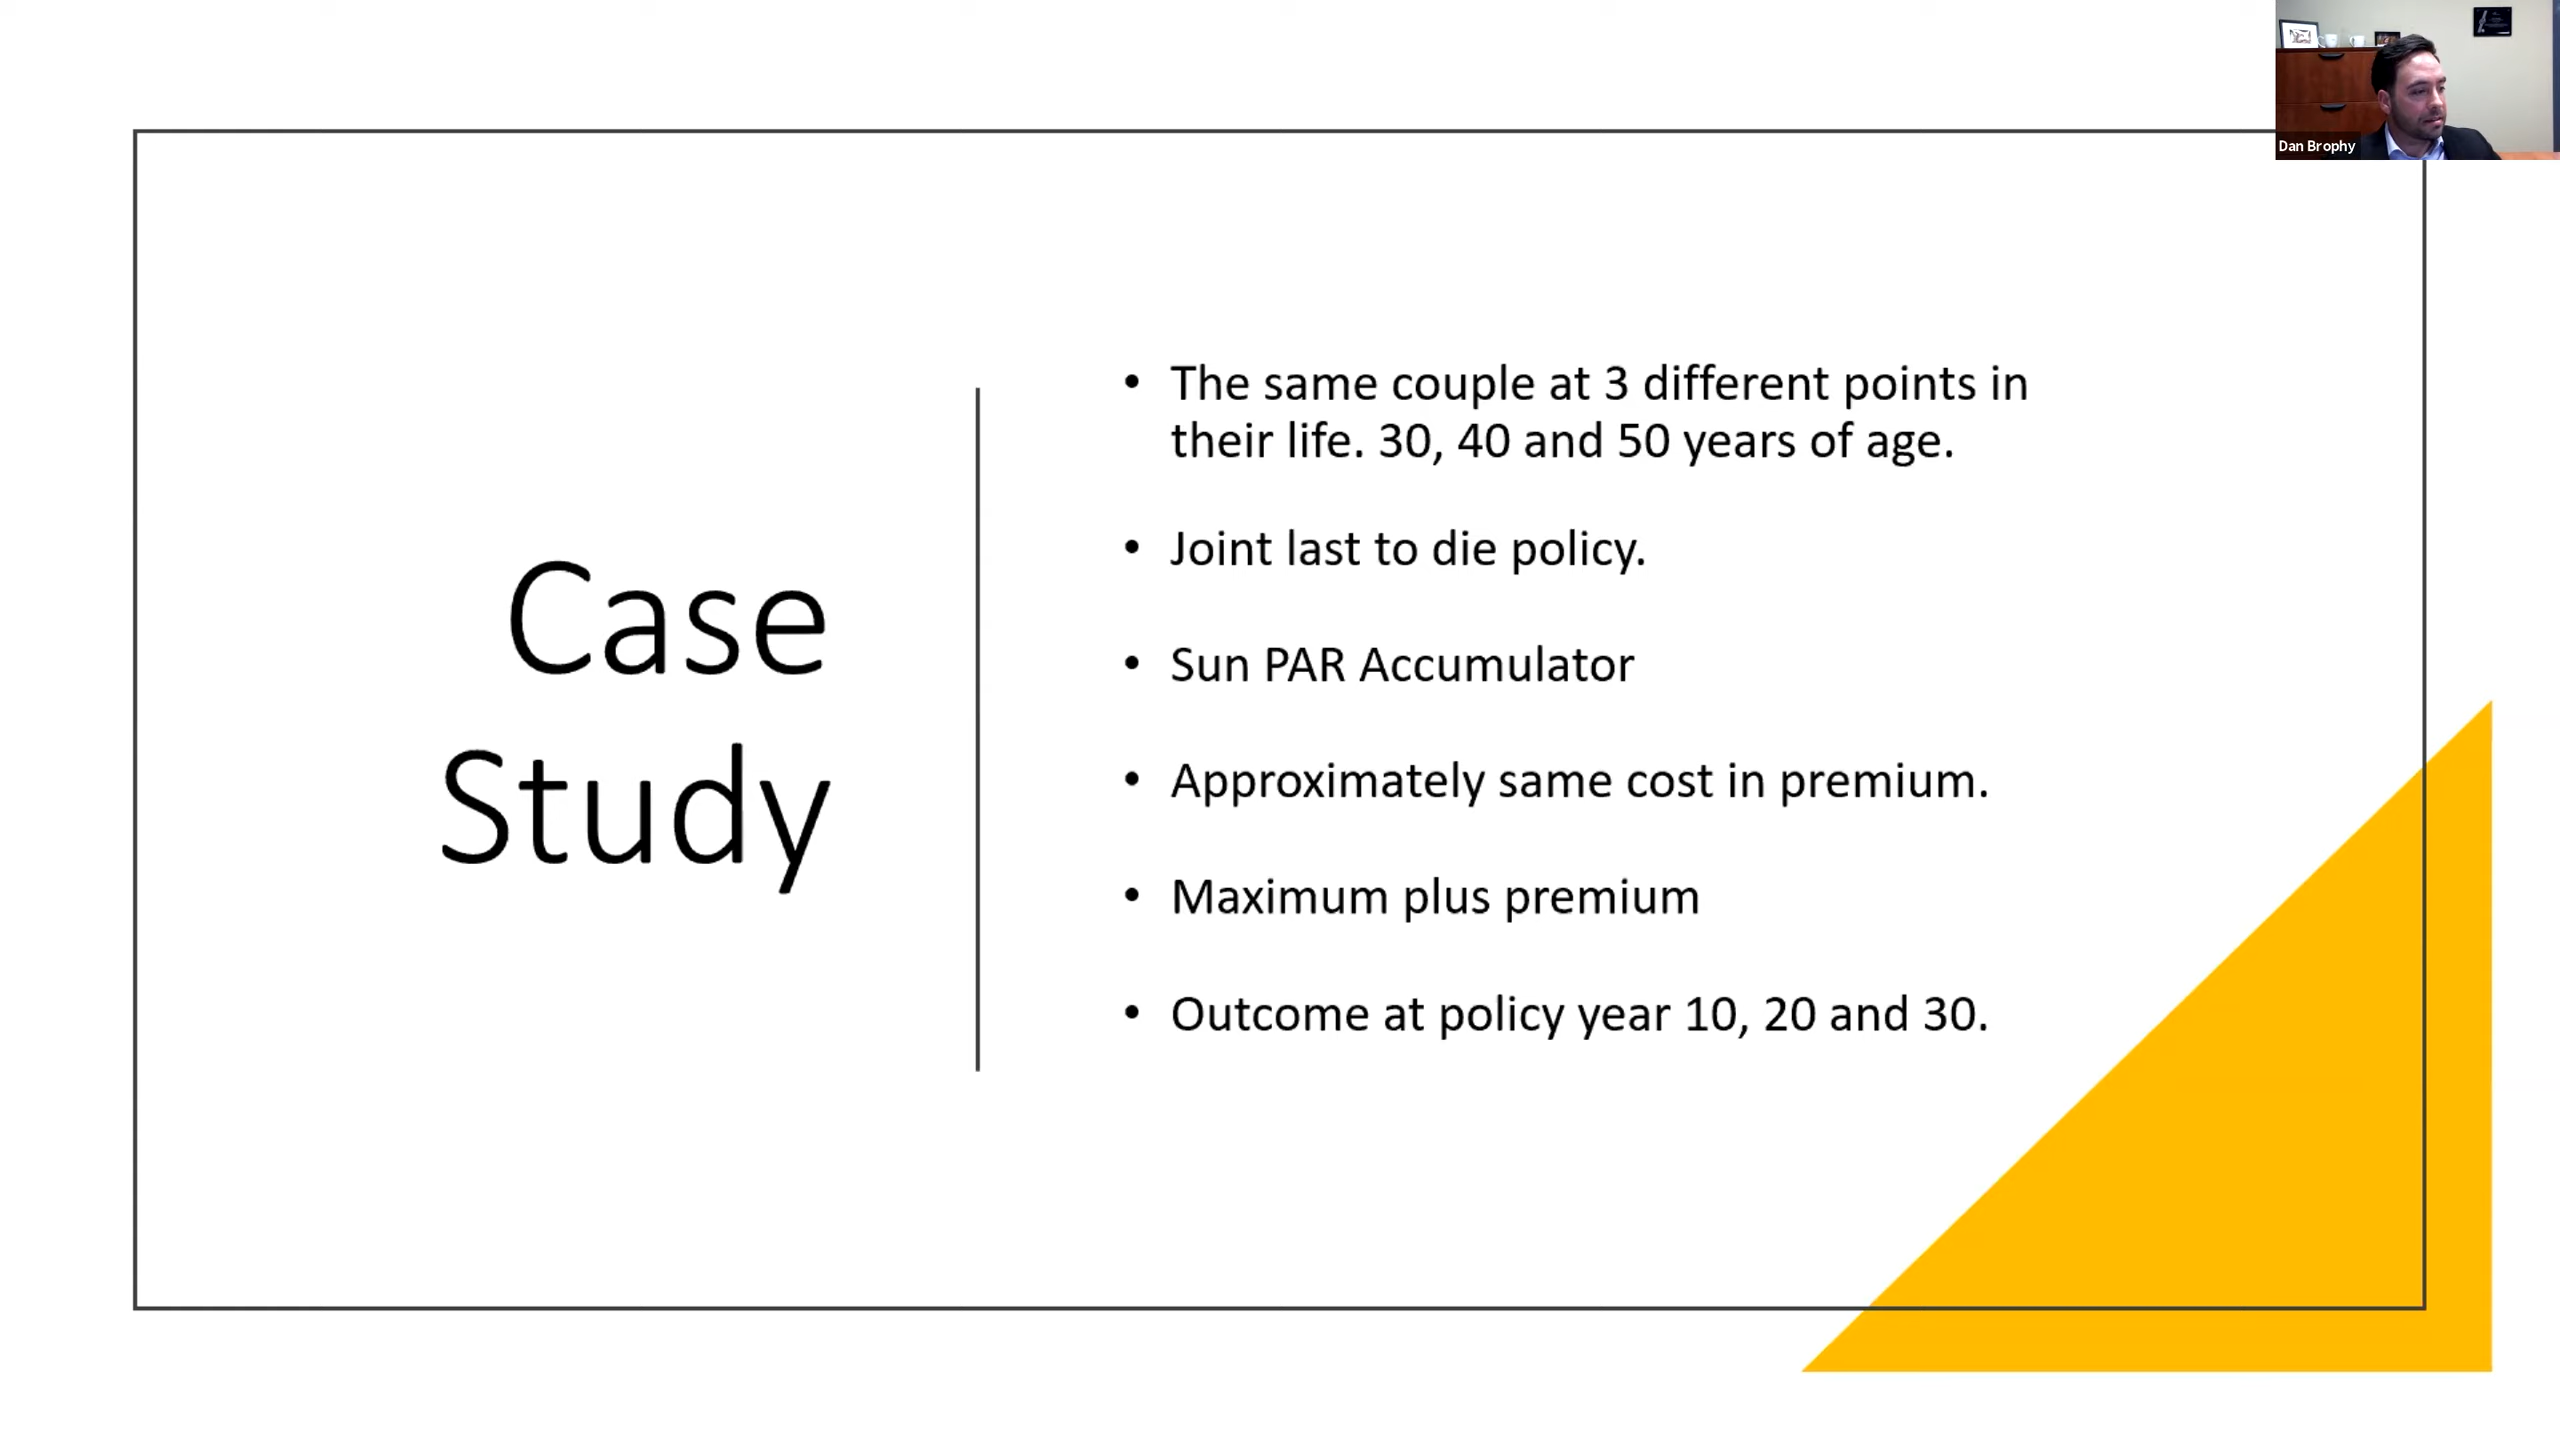 Dan Brophy
Case
Study
• The same couple at 3 different points in
their life. 30, 40 and 50 years of age.
• Joint last to die policy.
• Sun PAR Accumulator
• Approximately same cost in premium.
• Maximum plus premium
• Outcome at policy year 10, 20 and 30.